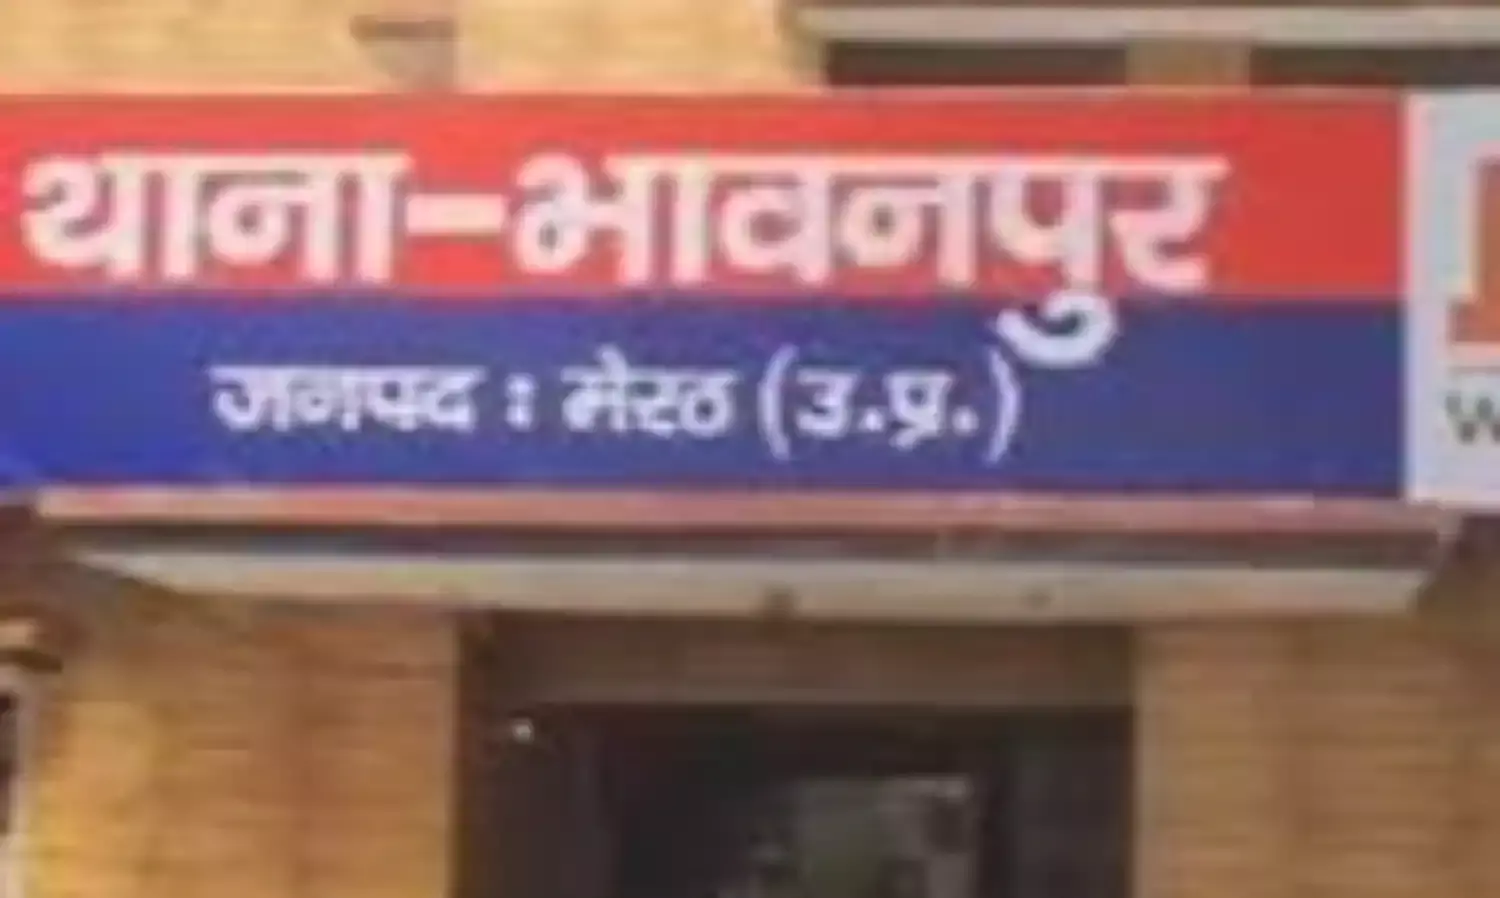 थाना-भावनपुर
जनपद : मेरठ (उ.प्र.)